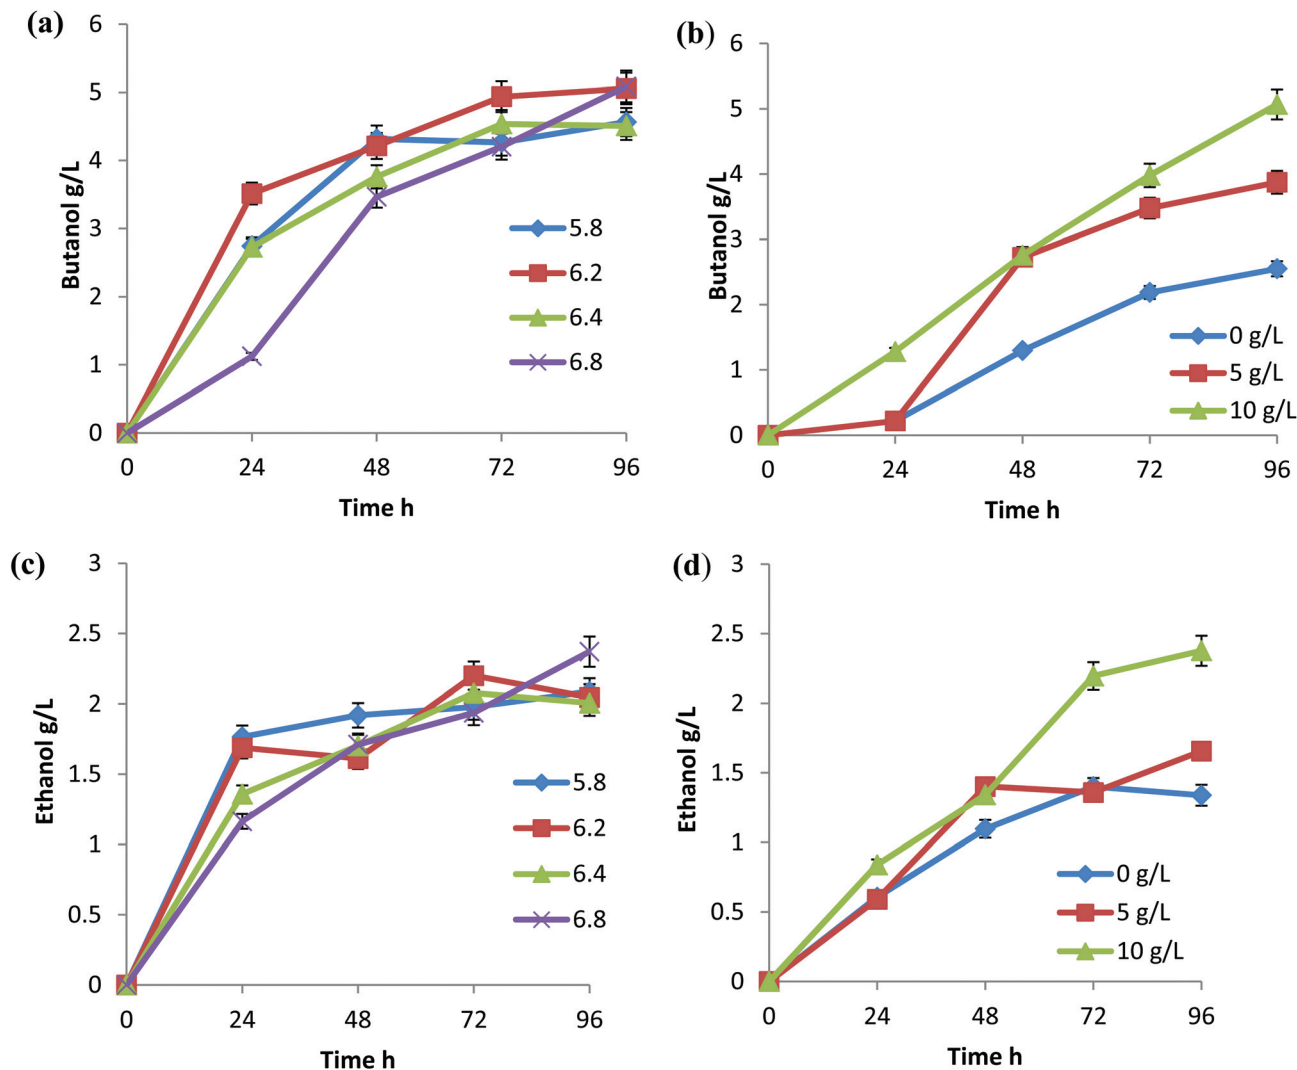 (a)
6
5
4
3
2
1
0
Butanol g/L
5.8
6.2
6.4
6.8
0 24 48 72 96
Time h
(b)
6
5
4
3
2
1
0
Butanol g/L
0 g/L
5 g/L
10 g/L
0 24 48 72 96
Time h
(c)
3
2.5
2
1.5
1
0.5
0
Ethanol g/L
5.8
6.2
6.4
6.8
0 24 48 72 96
Time h
(d)
3
2.5
2
1.5
1
0.5
0
Ethanol g/L
0 g/L
5 g/L
10 g/L
0 24 48 72 96
Time h